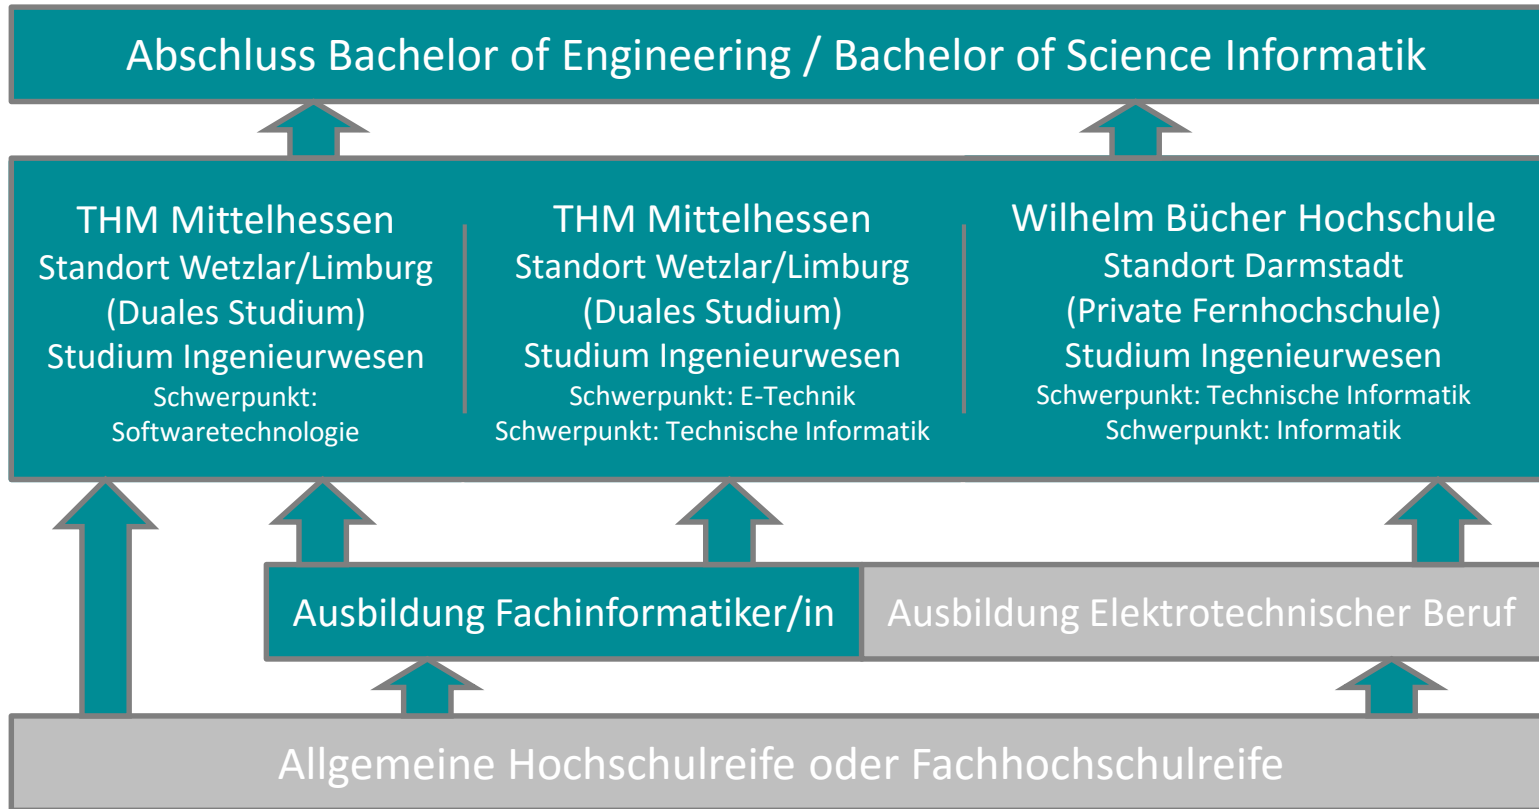 Abschluss Bachelor of Engineering / Bachelor of Science Informatik
THM Mittelhessen
Standort Wetzlar/Limburg
(Duales Studium)
Studium Ingenieurwesen
Schwerpunkt:
Softwaretechnologie
THM Mittelhessen
Standort Wetzlar/Limburg
(Duales Studium)
Studium Ingenieurwesen
Schwerpunkt: E-Technik
Schwerpunkt: Technische Informatik
Wilhelm Bücher Hochschule
Standort Darmstadt
(Private Fernhochschule)
Studium Ingenieurwesen
Schwerpunkt: Technische Informatik
Schwerpunkt: Informatik
Ausbildung Fachinformatiker/in
Ausbildung Elektrotechnischer Beruf
Allgemeine Hochschulreife oder Fachhochschulreife